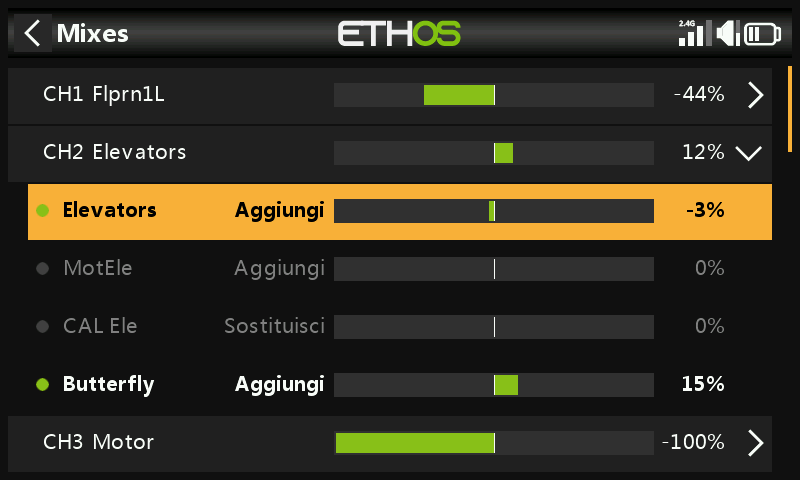 Mixes ETHOS 2.4G
CH1 Flprn1L -44%
CH2 Elevators 12%
Elevators Aggiungi -3%
MotEle Aggiungi 0%
CAL Ele Sostituisci 0%
Butterfly Aggiungi 15%
CH3 Motor -100%